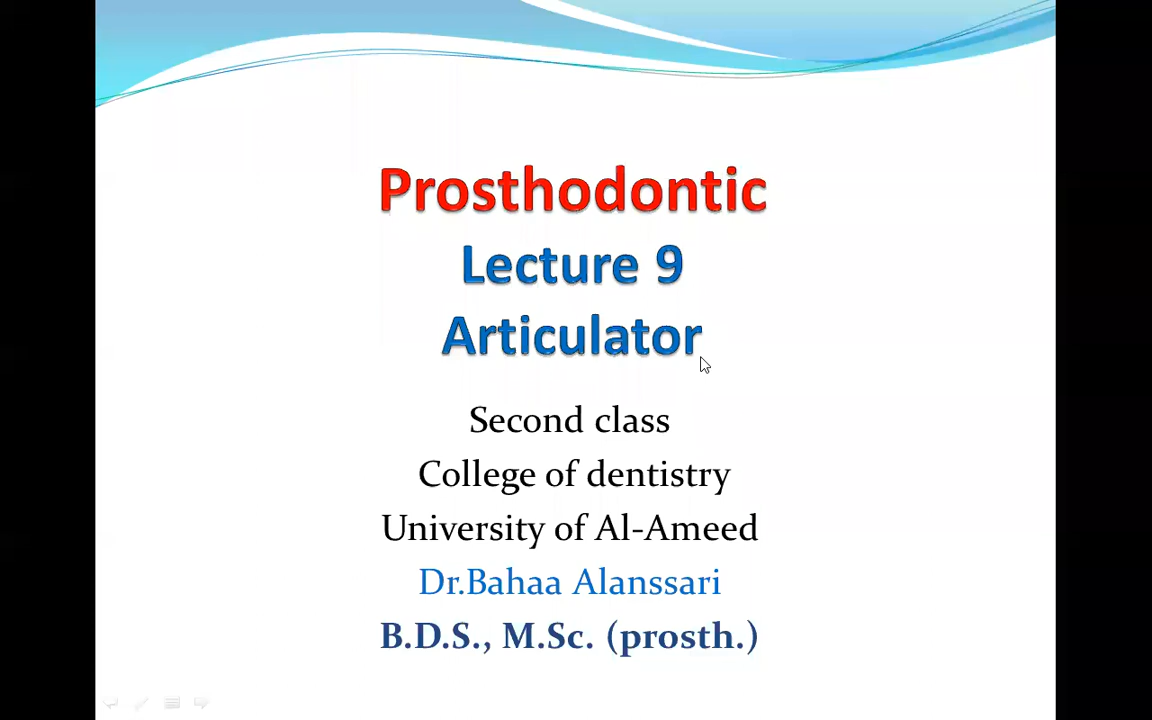 Prosthodontic
Lecture 9
Articulator
Second class
College of dentistry
University of Al-Ameed
Dr.Bahaa Alanssari
B.D.S., M.Sc. (prosth.)